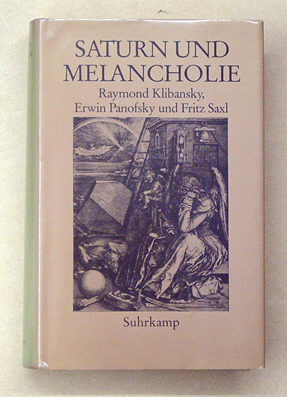 SATURN UND
MELANCHOLIE
Raymond Klibansky,
Erwin Panofsky und Fritz Saxl
Suhrkamp